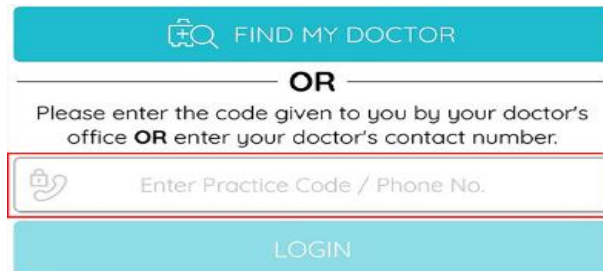 FIND MY DOCTOR
OR
Please enter the code given to you by your doctor's
office OR enter your doctor's contact number.
Enter Practice Code / Phone No.
LOGIN